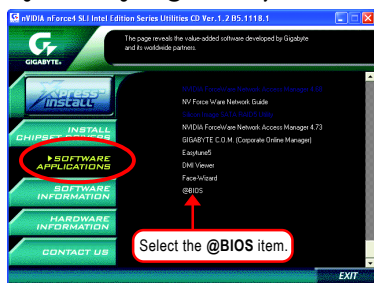 nVIDIA nForce4 SLI Intel Edition Series Utilities CD Ver.1.2 B5.1118.1
The page reveals the value-added software developed by Gigabyte
and its worldwide partners.
GIGABYTE
Xpress
INSTALL
NV Force Ware Network Guide
NVIDIA ForceWare Network Access Manager 4.73
GIGABYTE C.O.M. (Corporate Online Manager)
Easytune5
DMI Viewer
Face-Wizard
@BIOS
INSTALL
CHIPSET DRIVERS
SOFTWARE
APPLICATIONS
SOFTWARE
INFORMATION
HARDWARE
INFORMATION
CONTACT US
Select the @BIOS item.
EXIT